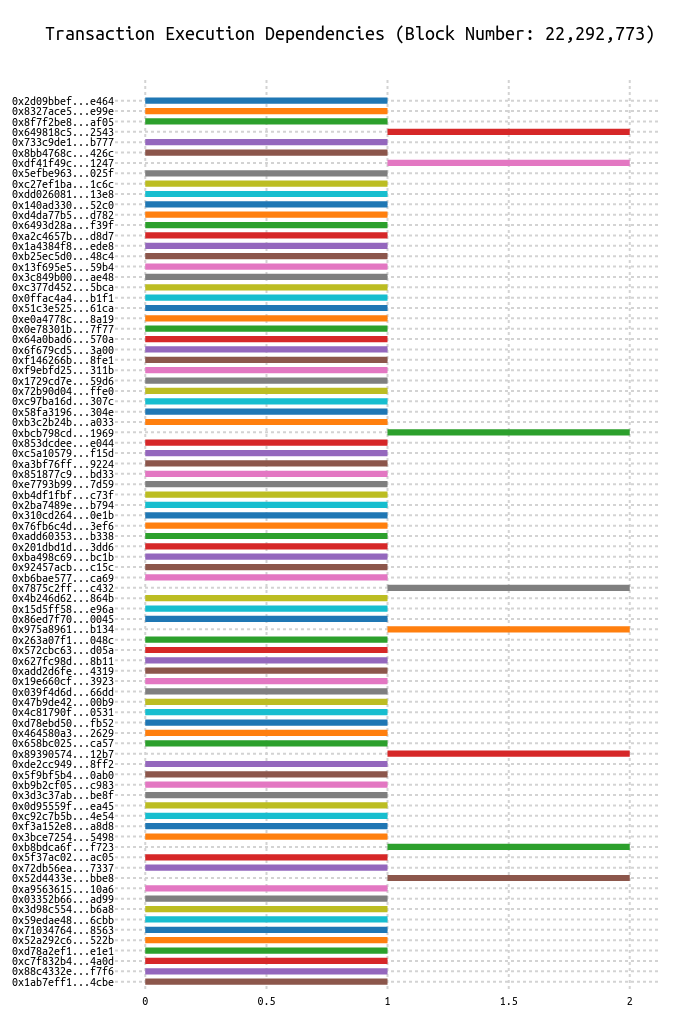 Transaction Execution Dependencies (Block Number: 22,292,773)
0x2d09bbef...e464
0x8327ace5...e99e
0x8f7f2be8...af05
0x649818c5...2543
0x733c9de1...b777
0x8bb4768c...426c
0xdf41f49c...1247
0x5efbe963...025f
0xc27ef1ba...1c6c
0xdd026081...13e8
0x140ad330...52c0
0xd4da77b5...d782
0x6493d28a...f39f
0xa2c4657b...d8d7
0x1a4384f8...ede8
0xb25ec5d0...48c4
0x13f695e5...59b4
0x3c849b00...ae48
0xc377d452...5bca
0x0ffac4a4...b1f1
0x51c3e525...61ca
0xe0a4778c...8a19
0x0e78301b...7f77
0x64a0bad6...570a
0x6f679cd5...3a00
0xf146266b...8fe1
0xf9ebfd25...311b
0x1729cd7e...59d6
0x72b90d04...ffe0
0xc97ba16d...307c
0x58fa3196...304e
0xb3c2b24b...a033
0xbcb798cd...1969
0x853dcdee...e044
0xc5a10579...f15d
0xa3bf76ff...9224
0x851877c9...bd33
0xe7793b99...7d59
0xb4df1fbf...c73f
0x2ba7489e...b794
0x310cd264...0e1b
0x76fb6c4d...3ef6
0xadd60353...b338
0x201dbd1d...3dd6
0xba498c69...bc1b
0x92457acb...c15c
0xb6bae577...ca69
0x7875c2ff...c432
0x4b246d62...864b
0x15d5ff58...e96a
0x86ed7f70...0045
0x975a8961...b134
0x263a07f1...048c
0x572cbc63...d05a
0x627fc98d...8b11
0xadd2d6fe...4319
0x19e660cf...3923
0x039f4d6d...66dd
0x47b9de42...00b9
0x4c81790f...0531
0xd78ebd50...fb52
0x464580a3...2629
0x658bc025...ca57
0x89390574...12b7
0xde2cc949...8ff2
0x5f9bf5b4...0ab0
0xb9b2cf05...c983
0x3d3c37ab...be8f
0x0d95559f...ea45
0xc92c7b5b...4e54
0xf3a152e8...a8d8
0x3bce7254...5498
0xb8bdca6f...f723
0x5f37ac02...ac05
0x72db56ea...7337
0x52d4433e...bbe8
0xa9563615...10a6
0x03352b66...ad99
0x3d98c554...b6a8
0x59edae48...6cbb
0x71034764...8563
0x52a292c6...522b
0xd78a2ef1...e1e1
0xc7f832b4...4a0d
0x88c4332e...f7f6
0x1ab7eff1...4cbe
0 0.5 1 1.5 2